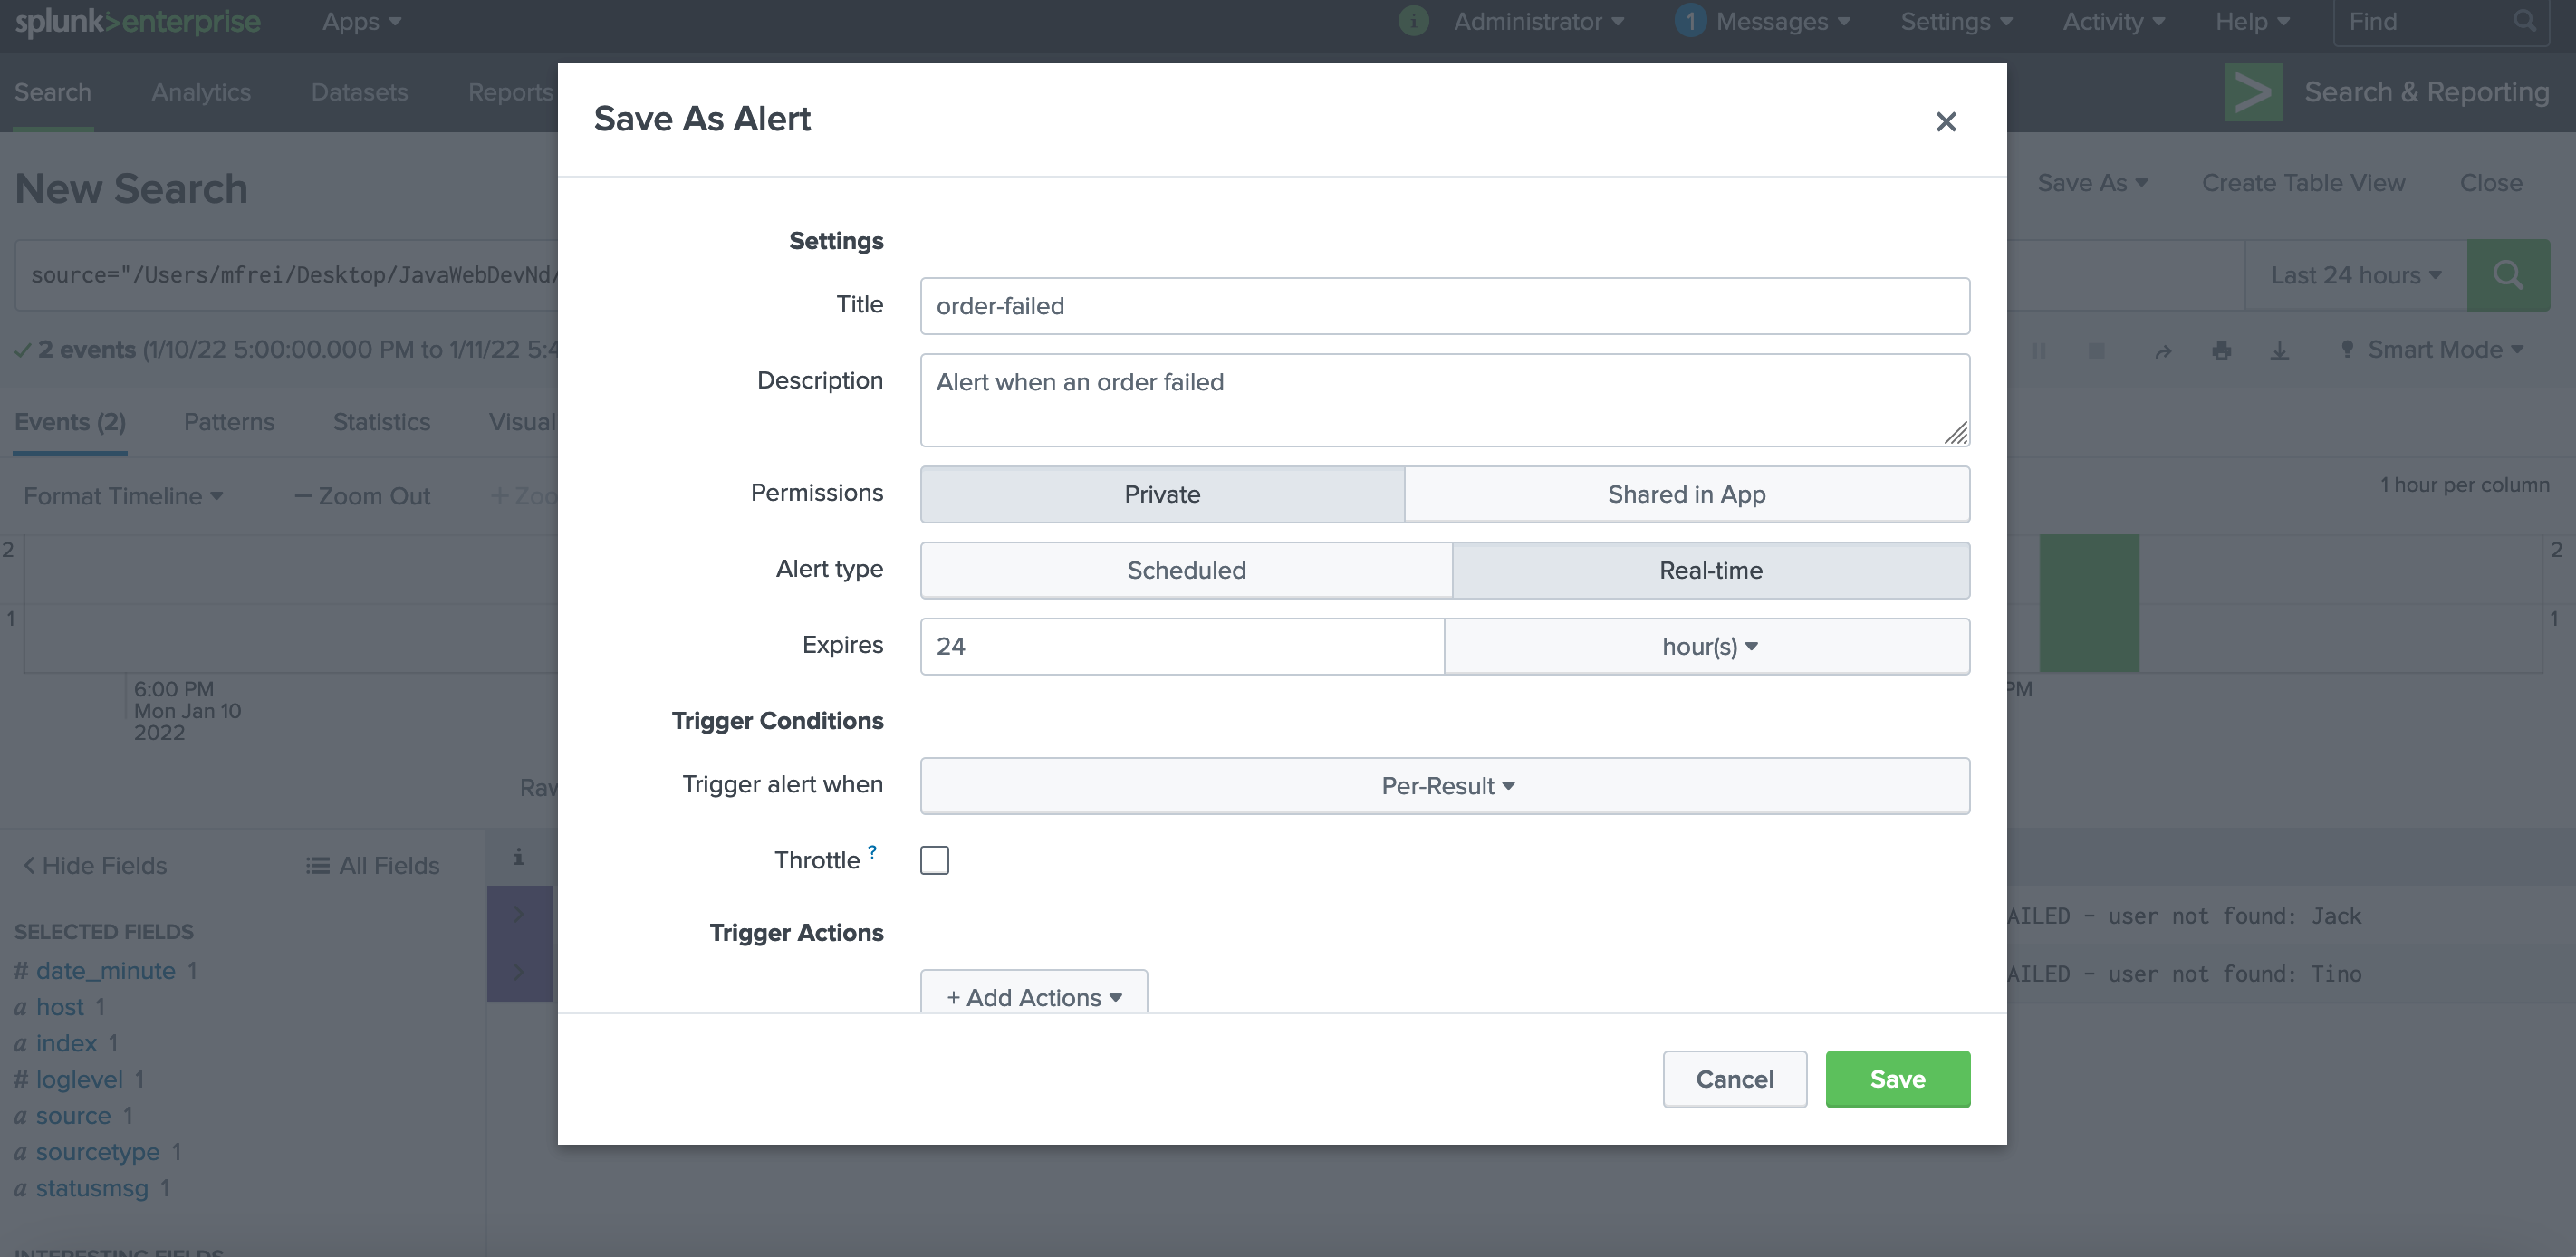 splunk>enterprise Apps Administrator 1 Messages Settings Activity Help Find
Search Analytics Datasets Reports Search & Reporting
Save As Alert
New Search Save As Create Table View Close
Settings
source="/Users/mfrei/Desktop/JavaWebDevNd/ Last 24 hours
Title order-failed
2 events (1/10/22 5:00:00.000 PM to 1/11/22 5:4 Smart Mode
Description Alert when an order failed
Events (2) Patterns Statistics Visual
Permissions Private Shared in App
Format Timeline — Zoom Out + Zoo 1 hour per column
2 2
Alert type Scheduled Real-time
1 1
Expires 24 hour(s)
6:00 PM PM
Mon Jan 10
2022
Trigger Conditions
Trigger alert when Per-Result
Raw
Throttle ?
< Hide Fields All Fields i
SELECTED FIELDS
Trigger Actions
AILED - user not found: Jack
# date_minute 1
AILED - user not found: Tino
a host 1
+ Add Actions
a index 1
# loglevel 1
Cancel Save
a source 1
a sourcetype 1
a statusmsg 1
INTERESTING FIELDS